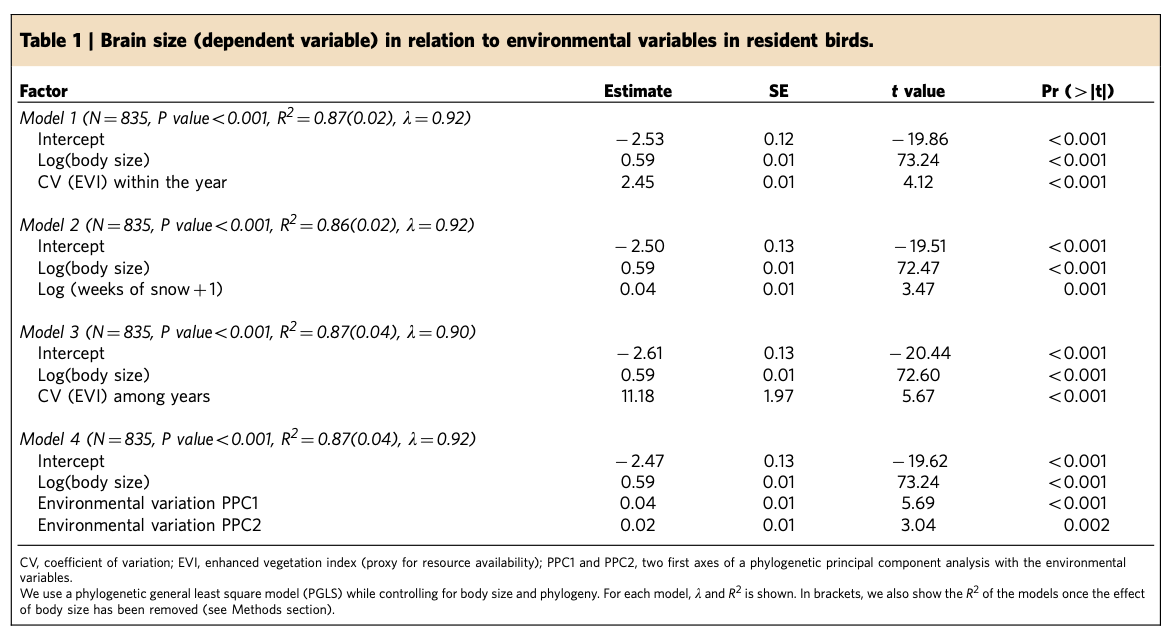 Table 1 | Brain size (dependent variable) in relation to environmental variables in resident birds.
Factor Estimate SE t value Pr (>|t|)
Model 1 (N=835, P value<0.001, R²=0.87(0.02), λ=0.92)
Intercept −2.53 0.12 −19.86 <0.001
Log(body size) 0.59 0.01 73.24 <0.001
CV (EVI) within the year 2.45 0.01 4.12 <0.001
Model 2 (N=835, P value<0.001, R²=0.86(0.02), λ=0.92)
Intercept −2.50 0.13 −19.51 <0.001
Log(body size) 0.59 0.01 72.47 <0.001
Log (weeks of snow+1) 0.04 0.01 3.47 0.001
Model 3 (N=835, P value<0.001, R²=0.87(0.04), λ=0.90)
Intercept −2.61 0.13 −20.44 <0.001
Log(body size) 0.59 0.01 72.60 <0.001
CV (EVI) among years 11.18 1.97 5.67 <0.001
Model 4 (N=835, P value<0.001, R²=0.87(0.04), λ=0.92)
Intercept −2.47 0.13 −19.62 <0.001
Log(body size) 0.59 0.01 73.24 <0.001
Environmental variation PPC1 0.04 0.01 5.69 <0.001
Environmental variation PPC2 0.02 0.01 3.04 0.002
CV, coefficient of variation; EVI, enhanced vegetation index (proxy for resource availability); PPC1 and PPC2, two first axes of a phylogenetic principal component analysis with the environmental
variables.
We use a phylogenetic general least square model (PGLS) while controlling for body size and phylogeny. For each model, λ and R² is shown. In brackets, we also show the R² of the models once the effect
of body size has been removed (see Methods section).